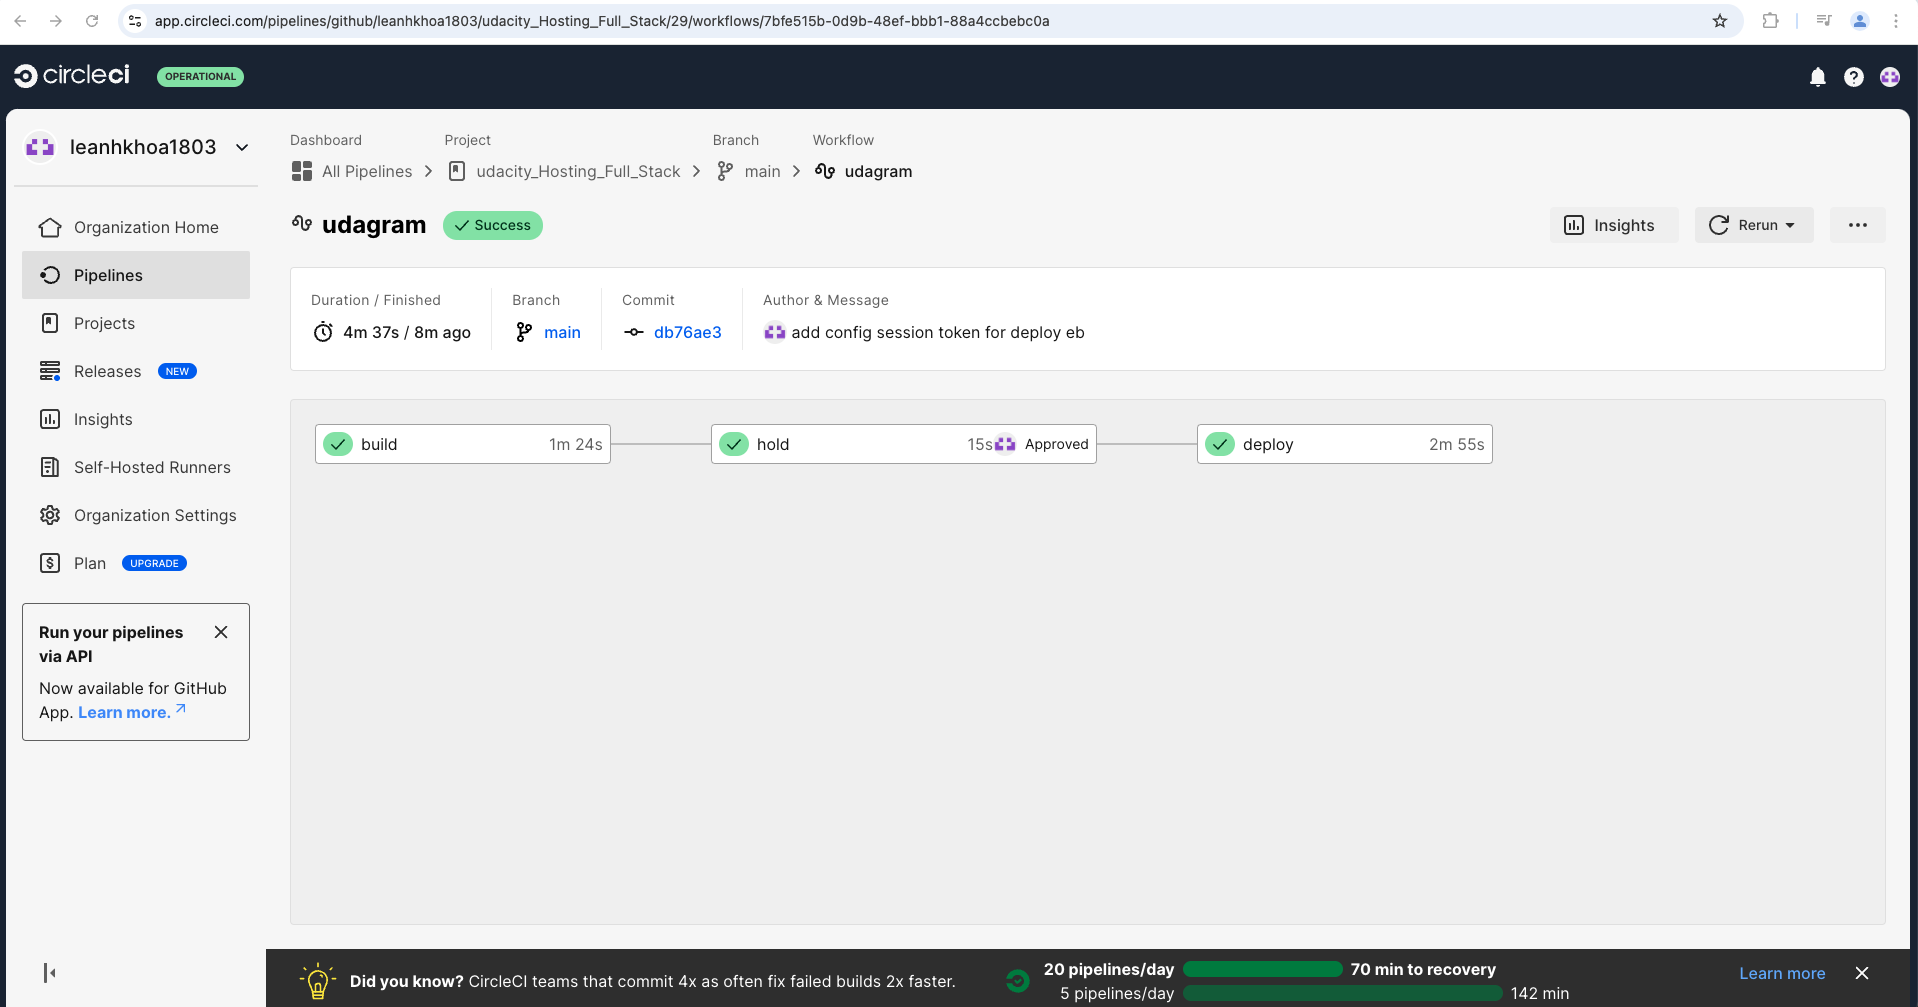 app.circleci.com/pipelines/github/leanhkhoa1803/udacity_Hosting_Full_Stack/29/workflows/7bfe515b-0d9b-48ef-bbb1-88a4ccbebc0a
circleci OPERATIONAL
leanhkhoa1803
Organization Home
Pipelines
Projects
Releases NEW
Insights
Self-Hosted Runners
Organization Settings
Plan UPGRADE
Run your pipelines
via API
Now available for GitHub
App. Learn more.
Dashboard Project Branch Workflow
All Pipelines udacity_Hosting_Full_Stack main udagram
udagram Success Insights Rerun
Duration / Finished Branch Commit Author & Message
4m 37s / 8m ago main db76ae3 add config session token for deploy eb
build 1m 24s hold 15s Approved deploy 2m 55s
Did you know? CircleCI teams that commit 4x as often fix failed builds 2x faster.
20 pipelines/day 70 min to recovery
5 pipelines/day 142 min
Learn more